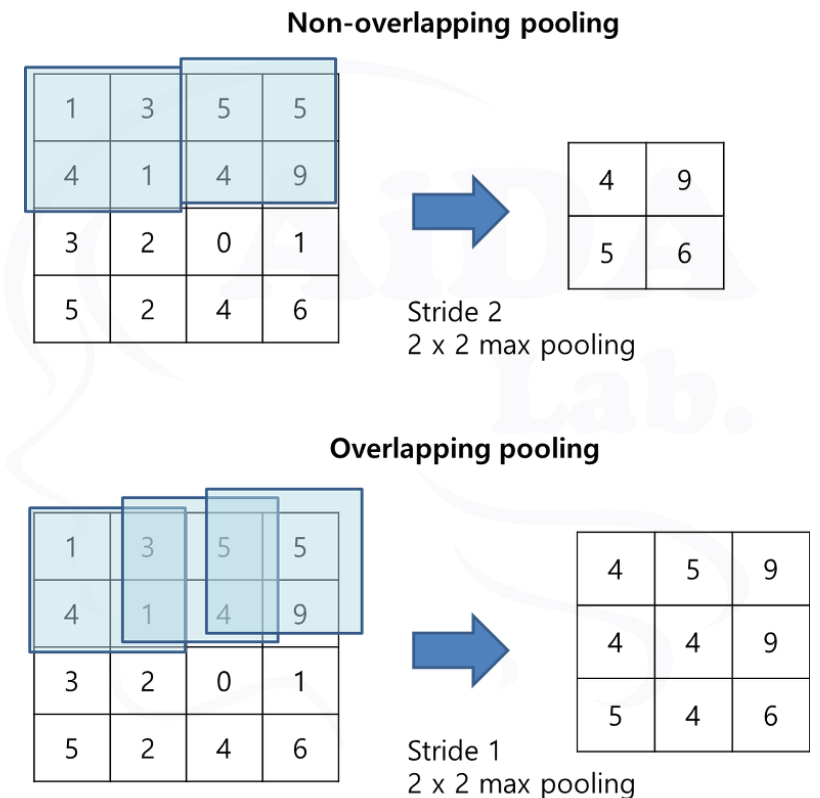 Non-overlapping pooling
1 3 5 5
4 1 4 9
3 2 0 1
5 2 4 6
4 9
5 6
Stride 2
2 x 2 max pooling
AiDA
Lab.
Overlapping pooling
1 3 5 5
4 1 4 9
3 2 0 1
5 2 4 6
4 5 9
4 4 9
5 4 6
Stride 1
2 x 2 max pooling